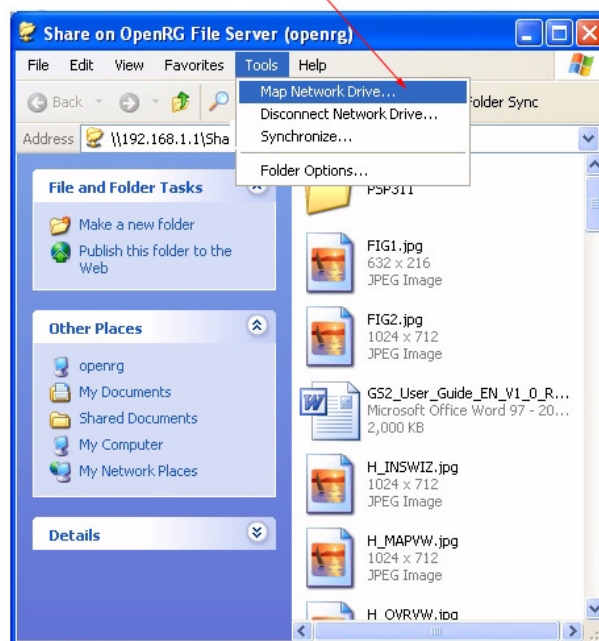 Share on OpenRG File Server (openrg)
File Edit View Favorites Tools Help
Back
Map Network Drive...
Folder Sync
Disconnect Network Drive...
Address \\192.168.1.1\Sha
Synchronize...
Folder Options...
File and Folder Tasks
Make a new folder
Publish this folder to the
Web
Other Places
openrg
My Documents
Shared Documents
My Computer
My Network Places
Details
PSP311
FIG1.jpg
632 x 216
JPEG Image
FIG2.jpg
1024 x 712
JPEG Image
GS2_User_Guide_EN_V1_0_R...
Microsoft Office Word 97 - 20...
2,000 KB
H_INSWIZ.jpg
1024 x 712
JPEG Image
H_MAPVW.jpg
1024 x 712
JPEG Image
H_OVRVW.jpg